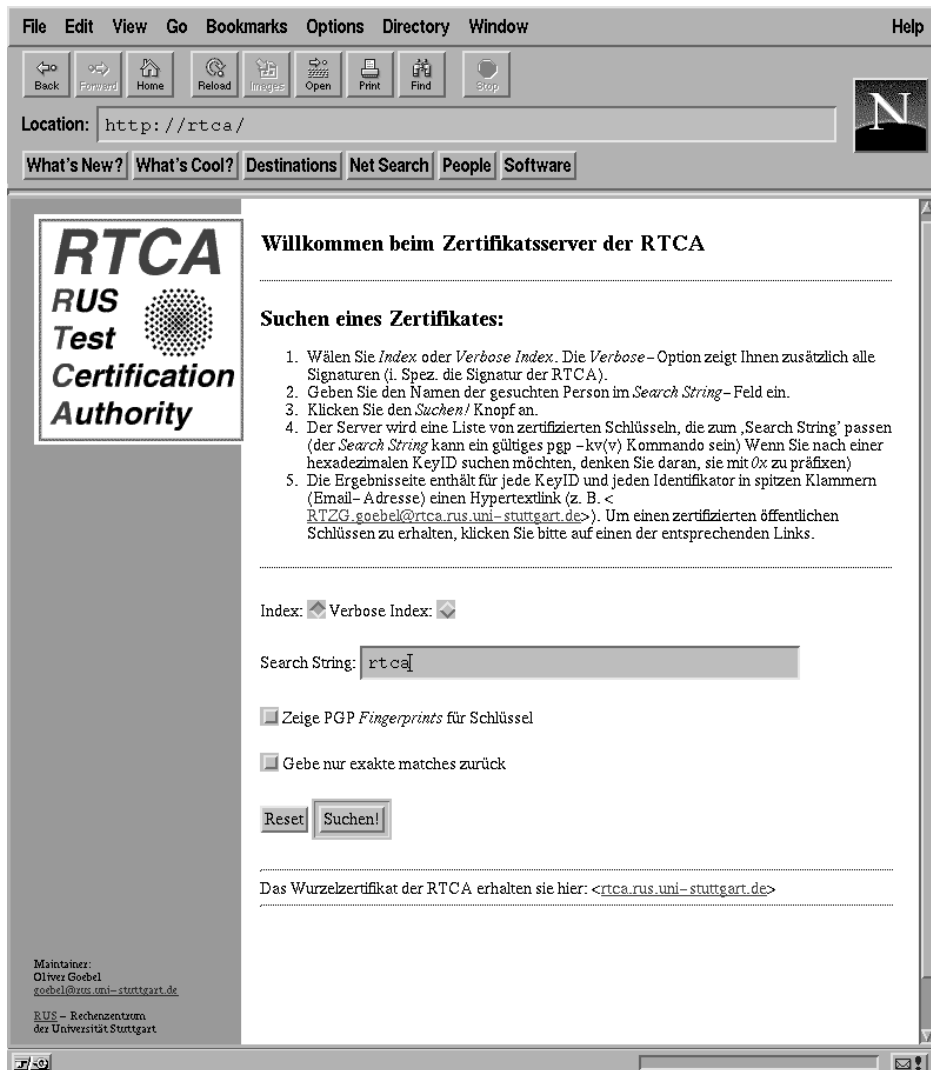 File Edit View Go Bookmarks Options Directory Window Help
Back Forward Home Reload Images Open Print Find Stop
Location: http://rtca/
N
What's New? What's Cool? Destinations Net Search People Software
RTCA
RUS
Test
Certification
Authority
Willkommen beim Zertifikatsserver der RTCA
Suchen eines Zertifikates:
1. Wälen Sie Index oder Verbose Index. Die Verbose-Option zeigt Ihnen zusätzlich alle
Signaturen (i. Spez. die Signatur der RTCA).
2. Geben Sie den Namen der gesuchten Person im Search String-Feld ein.
3. Klicken Sie den Suchen! Knopf an.
4. Der Server wird eine Liste von zertifizierten Schlüsseln, die zum ‚Search String' passen
(der Search String kann ein gültiges pgp -kv(v) Kommando sein) Wenn Sie nach einer
hexadezimalen KeyID suchen möchten, denken Sie daran, sie mit 0x zu präfixen)
5. Die Ergebnisseite enthält für jede KeyID und jeden Identifikator in spitzen Klammern
(Email-Adresse) einen Hypertextlink (z. B. <
RTZG.goebel@rtca.rus.uni-stuttgart.de>). Um einen zertifizierten öffentlichen
Schlüssen zu erhalten, klicken Sie bitte auf einen der entsprechenden Links.
Index: Verbose Index:
Search String: rtca
Zeige PGP Fingerprints für Schlüssel
Gebe nur exakte matches zurück
Reset Suchen!
Das Wurzelzertifikat der RTCA erhalten sie hier: <rtca.rus.uni-stuttgart.de>
Maintainer:
Oliver Goebel
goebel@rus.uni-stuttgart.de
RUS - Rechenzentrum
der Universität Stuttgart